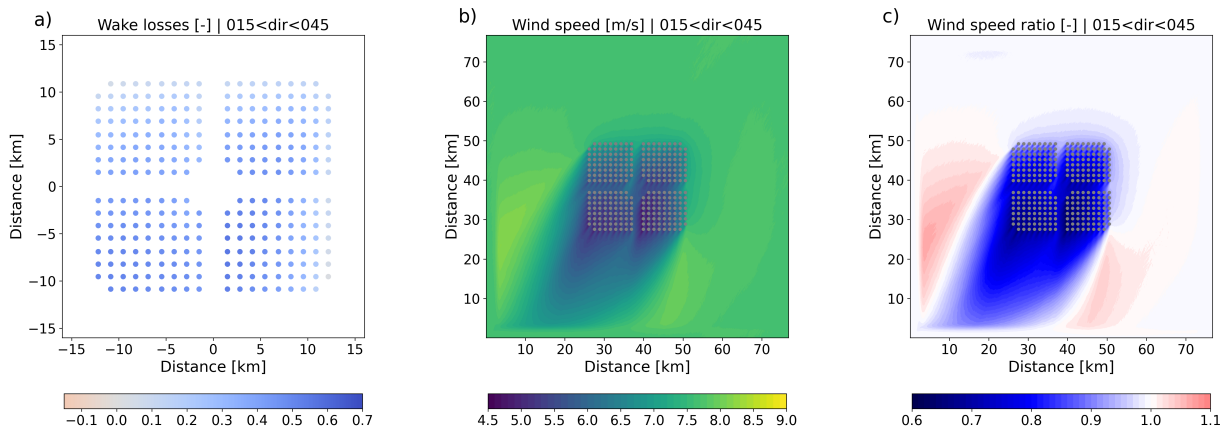 a)
Wake losses [-] | 015<dir<045
15
10
5
0
−5
−10
−15
Distance [km]
−15 −10 −5 0 5 10 15
Distance [km]
−0.1 0.0 0.1 0.2 0.3 0.4 0.5 0.6 0.7
b)
Wind speed [m/s] | 015<dir<045
70
60
50
40
30
20
10
Distance [km]
10 20 30 40 50 60 70
Distance [km]
4.5 5.0 5.5 6.0 6.5 7.0 7.5 8.0 8.5 9.0
c)
Wind speed ratio [-] | 015<dir<045
70
60
50
40
30
20
10
Distance [km]
10 20 30 40 50 60 70
Distance [km]
0.6 0.7 0.8 0.9 1.0 1.1